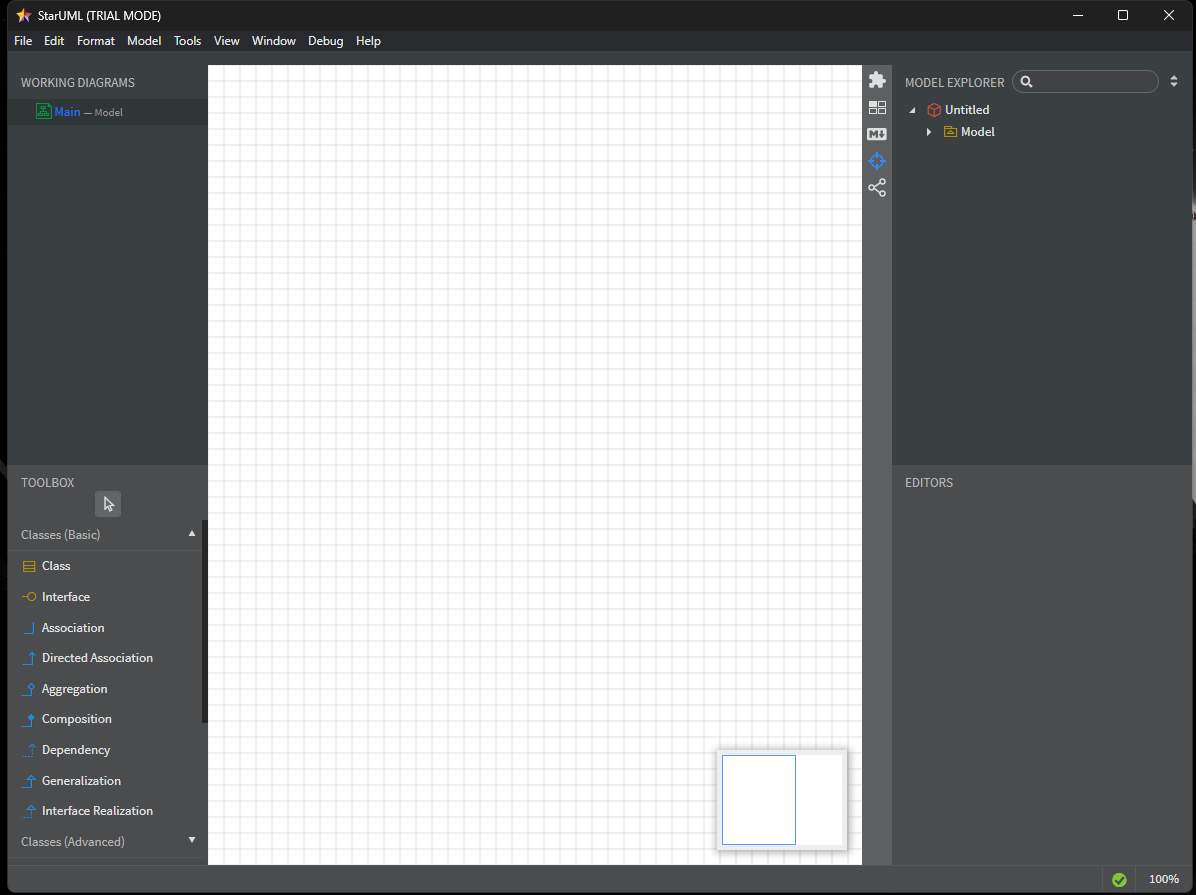 StarUML (TRIAL MODE)
File Edit Format Model Tools View Window Debug Help
WORKING DIAGRAMS
Main — Model
TOOLBOX
Classes (Basic)
Class
Interface
Association
Directed Association
Aggregation
Composition
Dependency
Generalization
Interface Realization
Classes (Advanced)
M
MODEL EXPLORER
Untitled
Model
EDITORS
100%